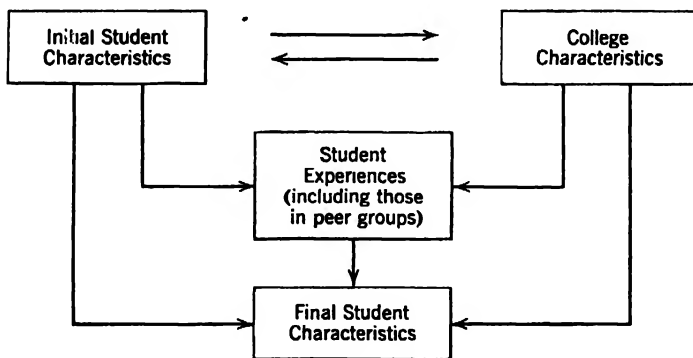 Initial Student
Characteristics
College
Characteristics
Student
Experiences
(including those
in peer groups)
Final Student
Characteristics